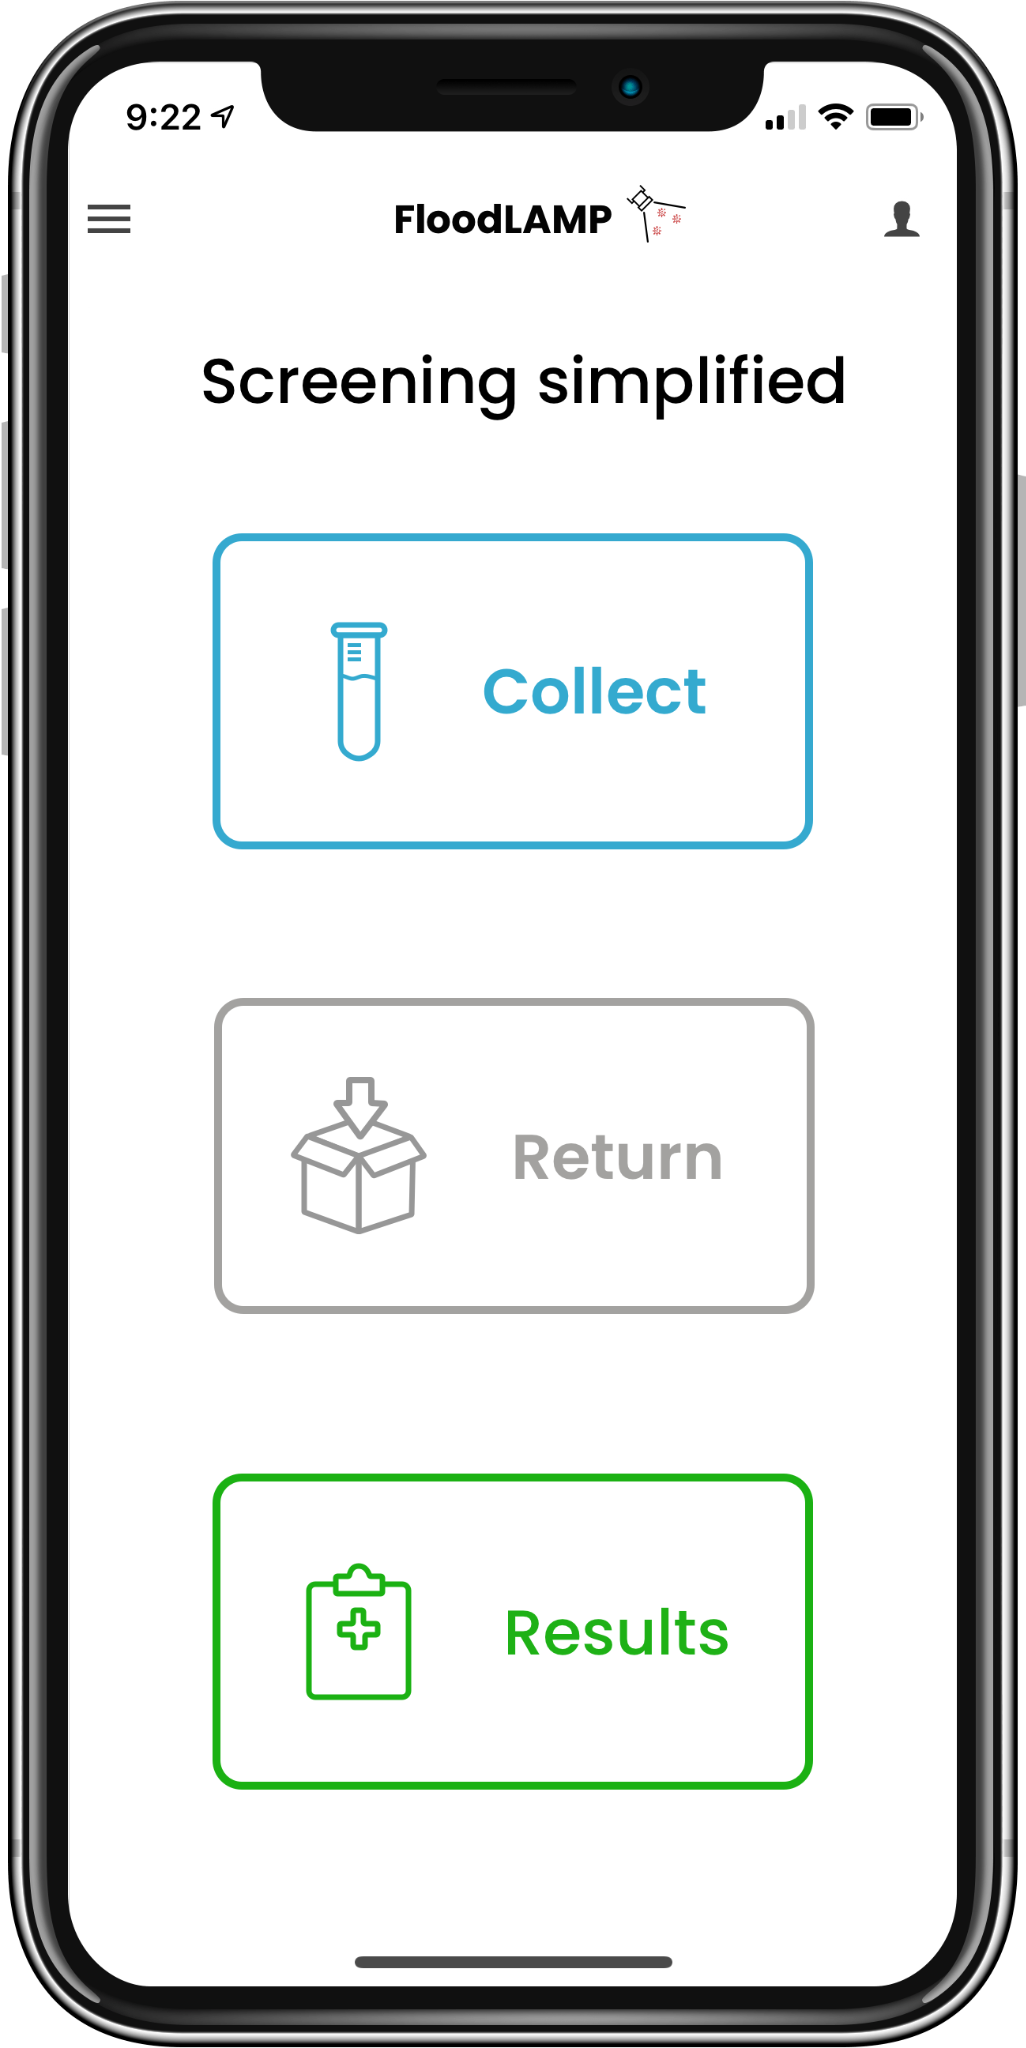 9:22
FloodLAMP
Screening simplified
Collect
Return
Results